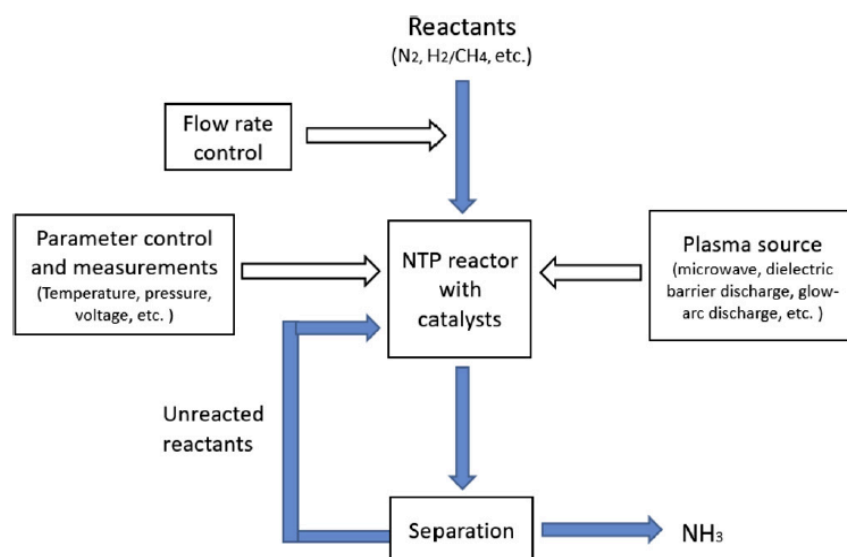 Reactants
(N₂, H₂/CH₄, etc.)
Flow rate
control
Parameter control
and measurements
(Temperature, pressure,
voltage, etc. )
NTP reactor
with
catalysts
Plasma source
(microwave, dielectric
barrier discharge, glow-
arc discharge, etc. )
Unreacted
reactants
Separation
NH₃